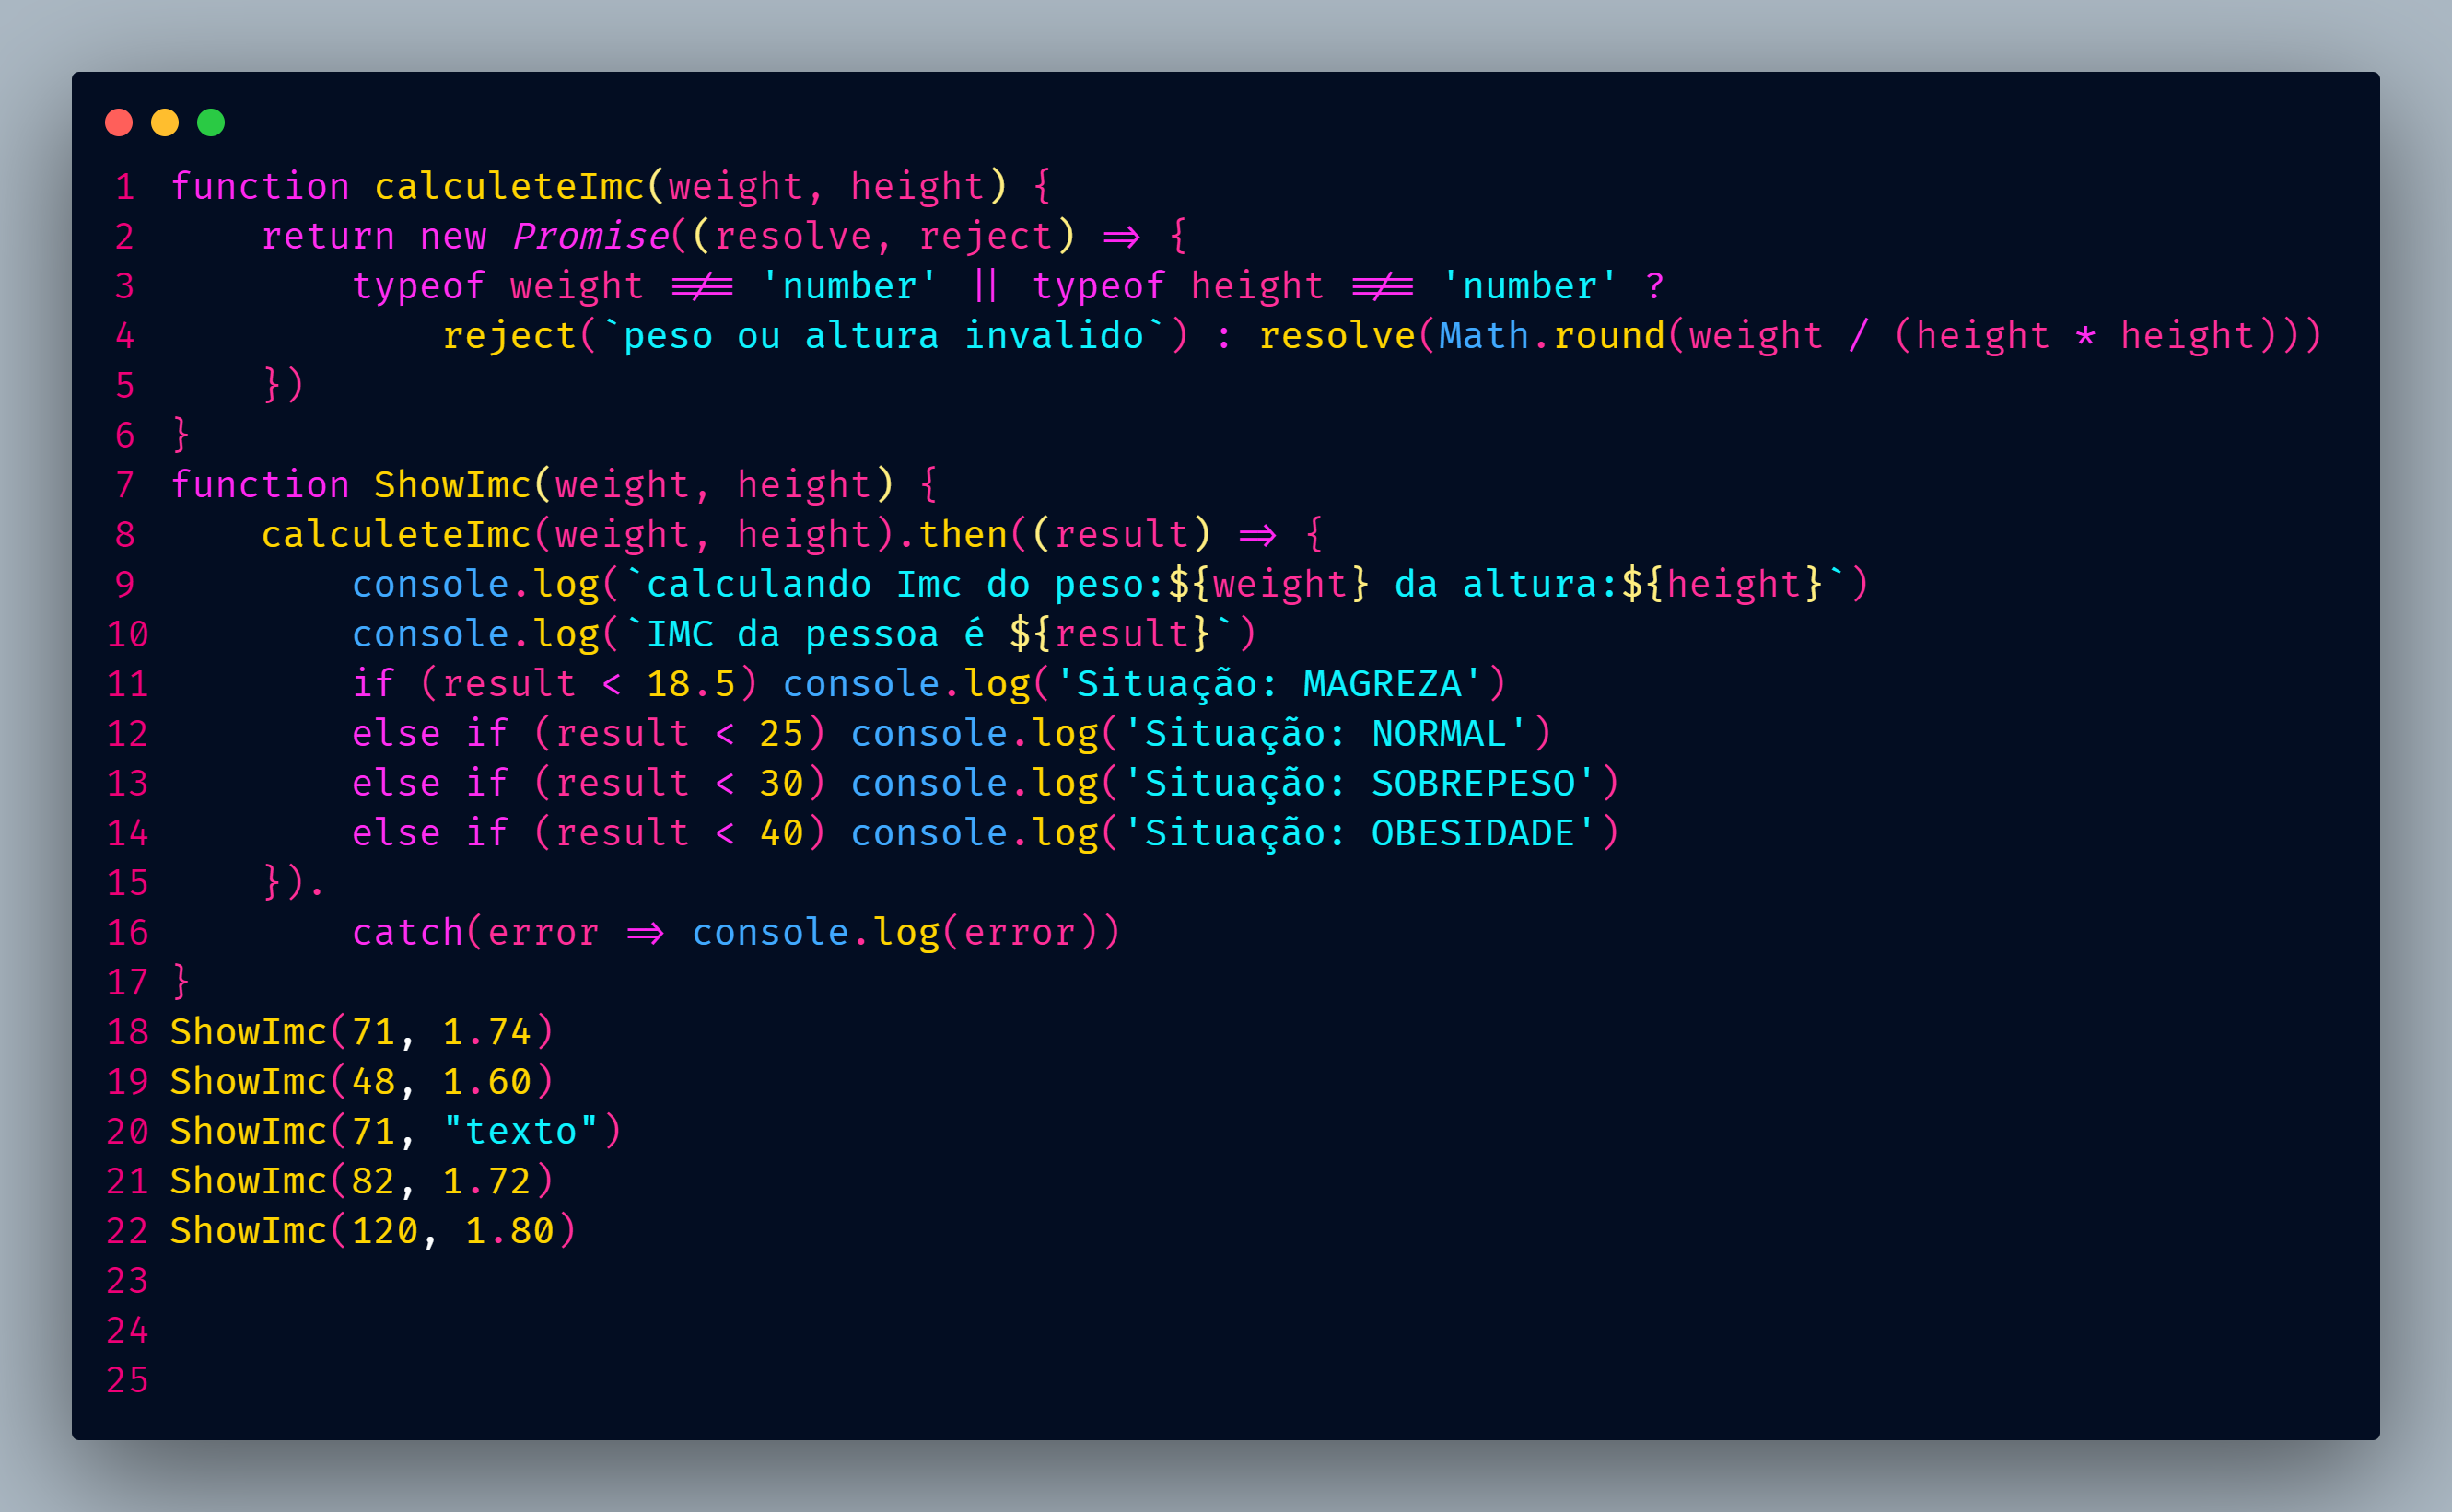 1 function calculeteImc(weight, height) {
2     return new Promise((resolve, reject) => {
3         typeof weight !== 'number' || typeof height !== 'number' ?
4             reject(`peso ou altura invalido`) : resolve(Math.round(weight / (height * height)))
5     })
6 }
7 function ShowImc(weight, height) {
8     calculeteImc(weight, height).then((result) => {
9         console.log(`calculando Imc do peso:${weight} da altura:${height}`)
10         console.log(`IMC da pessoa é ${result}`)
11         if (result < 18.5) console.log('Situação: MAGREZA')
12         else if (result < 25) console.log('Situação: NORMAL')
13         else if (result < 30) console.log('Situação: SOBREPESO')
14         else if (result < 40) console.log('Situação: OBESIDADE')
15     }).
16         catch(error => console.log(error))
17 }
18 ShowImc(71, 1.74)
19 ShowImc(48, 1.60)
20 ShowImc(71, "texto")
21 ShowImc(82, 1.72)
22 ShowImc(120, 1.80)
23
24
25